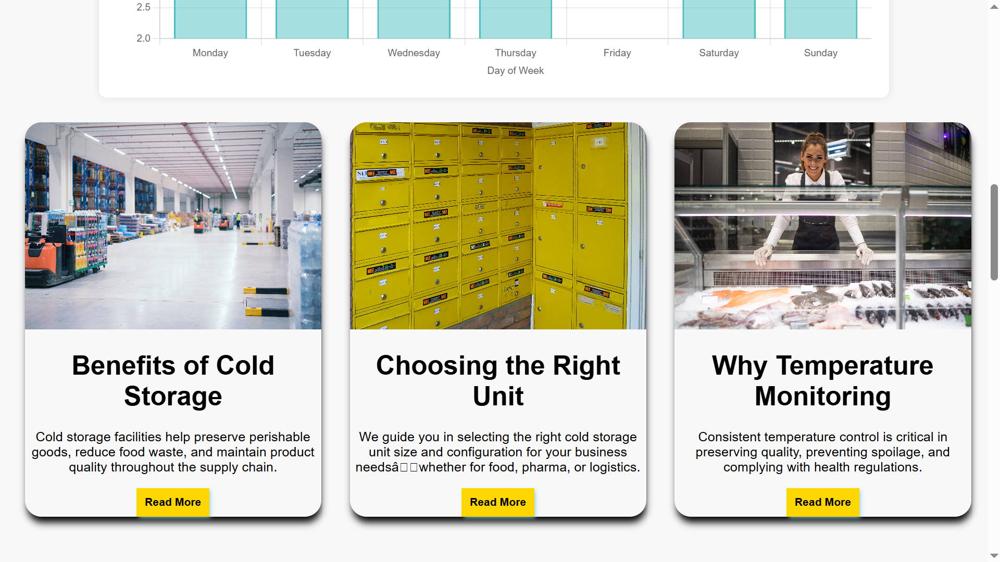 2.5
2.0
Monday Tuesday Wednesday Thursday Friday Saturday Sunday
Day of Week
Benefits of Cold
Storage
Cold storage facilities help preserve perishable
goods, reduce food waste, and maintain product
quality throughout the supply chain.
Read More
Choosing the Right
Unit
We guide you in selecting the right cold storage
unit size and configuration for your business
needsâ□□whether for food, pharma, or logistics.
Read More
Why Temperature
Monitoring
Consistent temperature control is critical in
preserving quality, preventing spoilage, and
complying with health regulations.
Read More